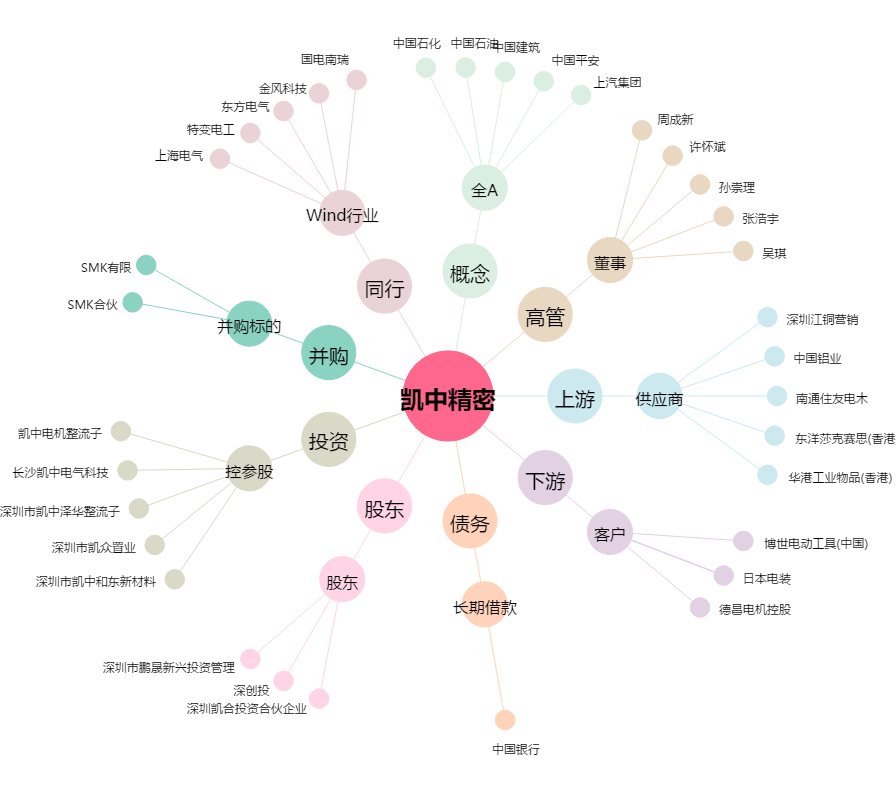 中国石化
中国石油
中国建筑
中国平安
上汽集团
国电南瑞
金风科技
东方电气
特变电工
上海电气
全A
Wind行业
概念
同行
周成新
许怀斌
孙崇理
张浩宇
吴琪
董事
高管
SMK有限
SMK合伙
并购标的
并购
凯中精密
上游
供应商
深圳江铜营销
中国铝业
南通住友电木
东洋莎克赛思(香港
华港工业物品(香港)
投资
控参股
凯中电机整流子
长沙凯中电气科技
深圳市凯中泽华整流子
深圳市凯众置业
深圳市凯中和东新材料
下游
客户
博世电动工具(中国)
日本电装
德昌电机控股
股东
股东
深圳市鹏晟新兴投资管理
深创投
深圳凯合投资合伙企业
债务
长期借款
中国银行